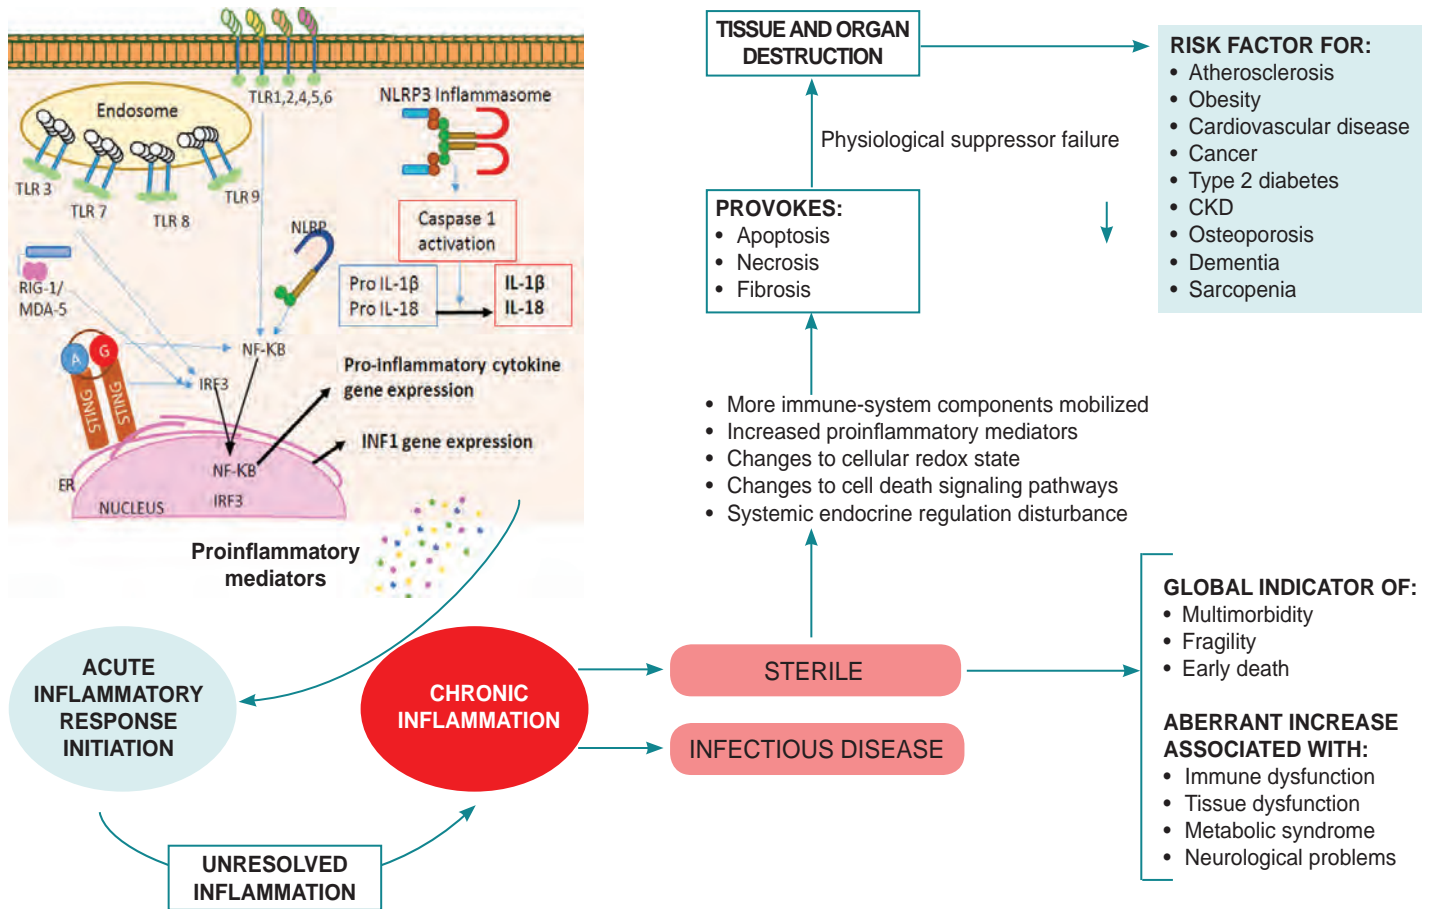 TLR1,2,4,5,6
Endosome
TLR 3
TLR 7
TLR 8
TLR 9
NLRP3 Inflammasome
Caspase 1
activation
NLRP
Pro IL-1β
Pro IL-18
IL-1β
IL-18
RIG-1/
MDA-5
A
G
STING
STING
NF-KB
IRF3
Pro-inflammatory cytokine
gene expression
INF1 gene expression
NF-KB
IRF3
ER
NUCLEUS
Proinflammatory
mediators
ACUTE
INFLAMMATORY
RESPONSE
INITIATION
UNRESOLVED
INFLAMMATION
CHRONIC
INFLAMMATION
STERILE
INFECTIOUS DISEASE
• More immune-system components mobilized
• Increased proinflammatory mediators
• Changes to cellular redox state
• Changes to cell death signaling pathways
• Systemic endocrine regulation disturbance
PROVOKES:
• Apoptosis
• Necrosis
• Fibrosis
Physiological suppressor failure
TISSUE AND ORGAN
DESTRUCTION
RISK FACTOR FOR:
• Atherosclerosis
• Obesity
• Cardiovascular disease
• Cancer
• Type 2 diabetes
• CKD
• Osteoporosis
• Dementia
• Sarcopenia
GLOBAL INDICATOR OF:
• Multimorbidity
• Fragility
• Early death
ABERRANT INCREASE
ASSOCIATED WITH:
• Immune dysfunction
• Tissue dysfunction
• Metabolic syndrome
• Neurological problems